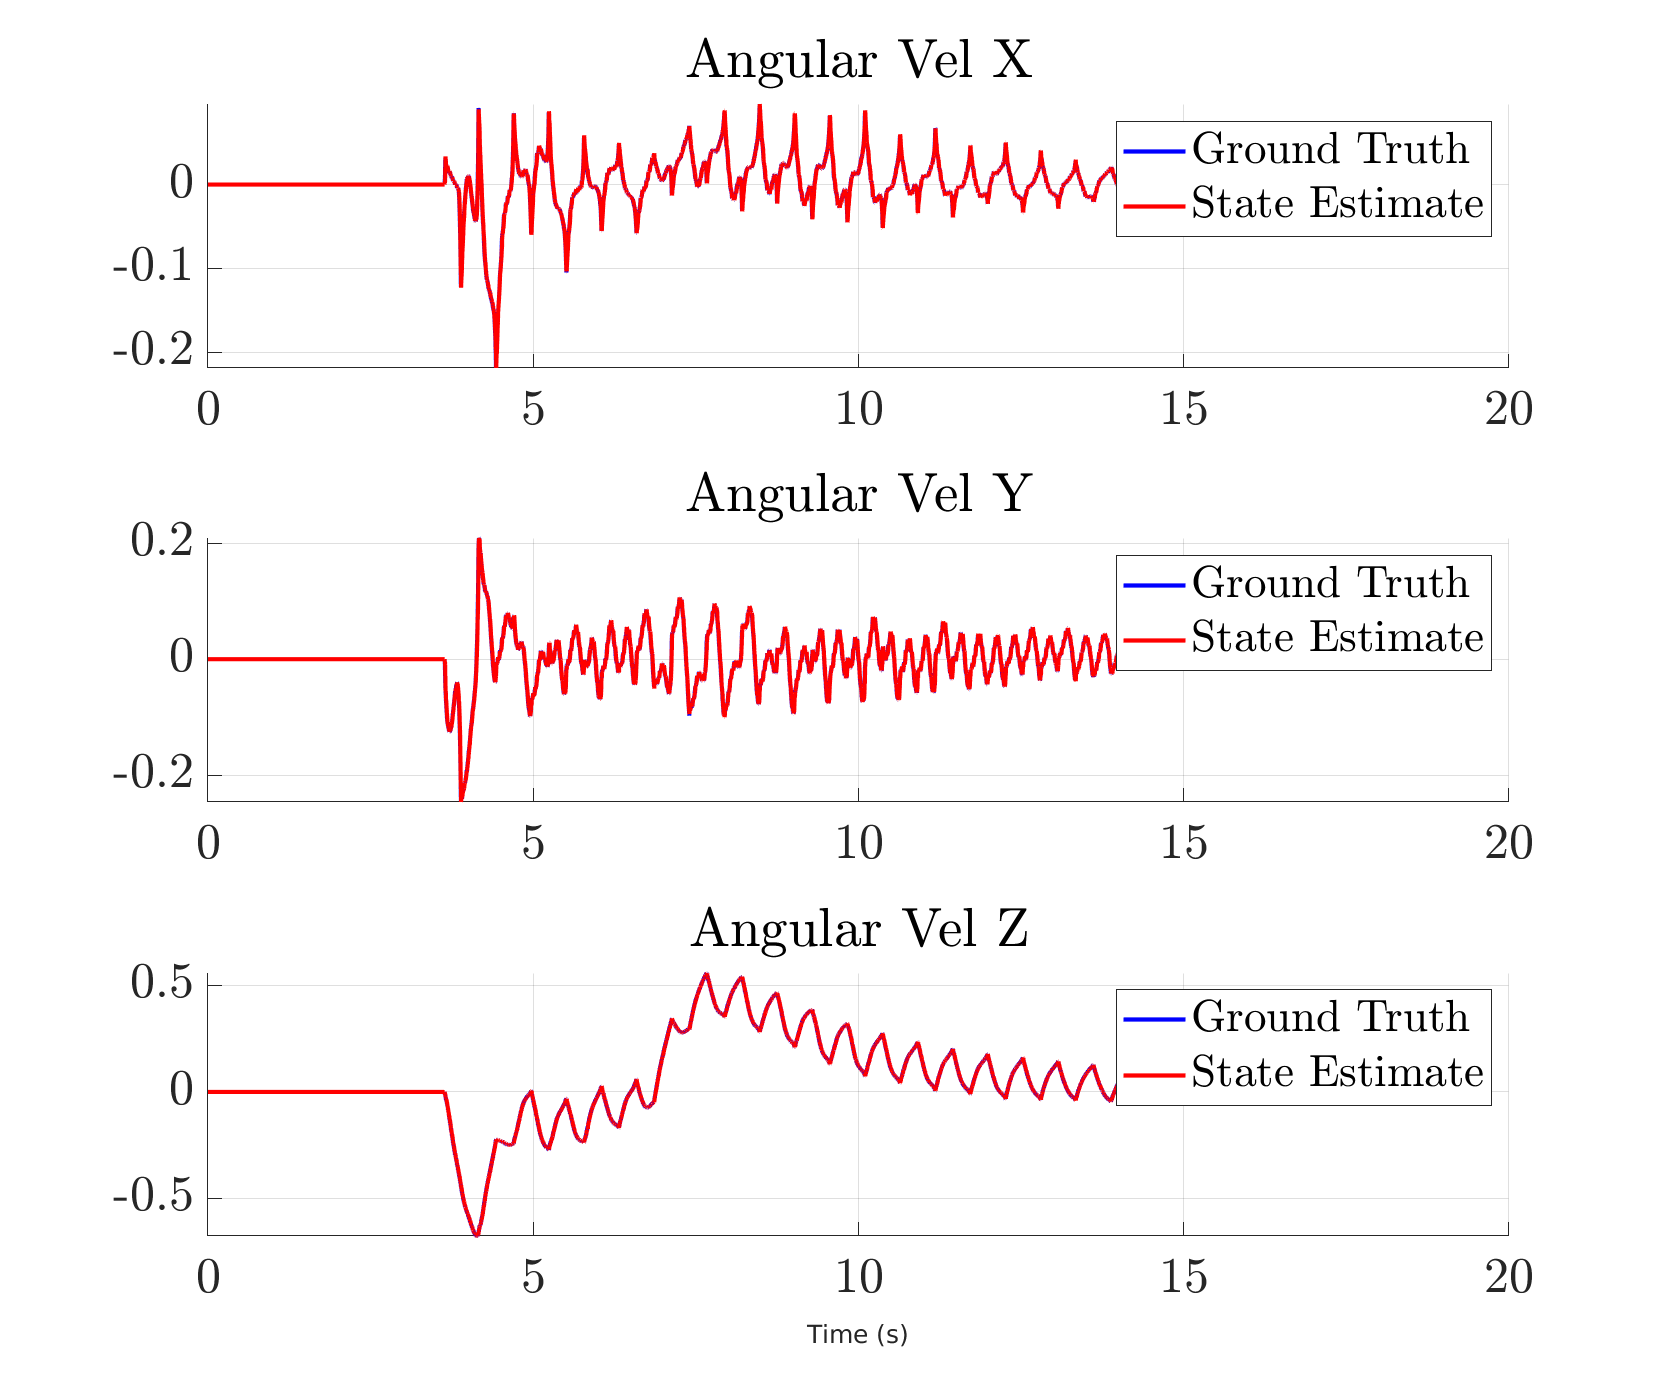 Angular Vel X
0
-0.1
-0.2
Ground Truth
State Estimate
0 5 10 15 20
Angular Vel Y
0.2
0
-0.2
Ground Truth
State Estimate
0 5 10 15 20
Angular Vel Z
0.5
0
-0.5
Ground Truth
State Estimate
0 5 10 15 20
Time (s)